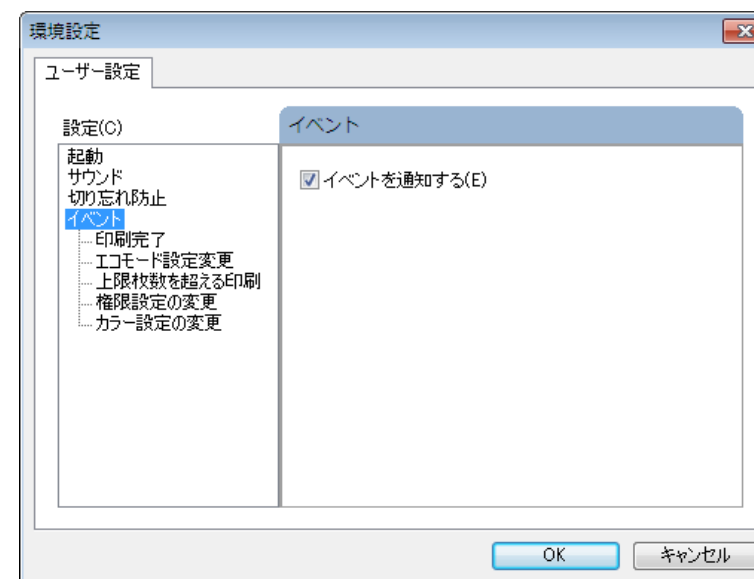 環境設定
ユーザー設定
設定(C)
起動
サウンド
切り忘れ防止
イベント
印刷完了
エコモード設定変更
上限枚数を超える印刷
権限設定の変更
カラー設定の変更
イベント
イベントを通知する(E)
OK
キャンセル